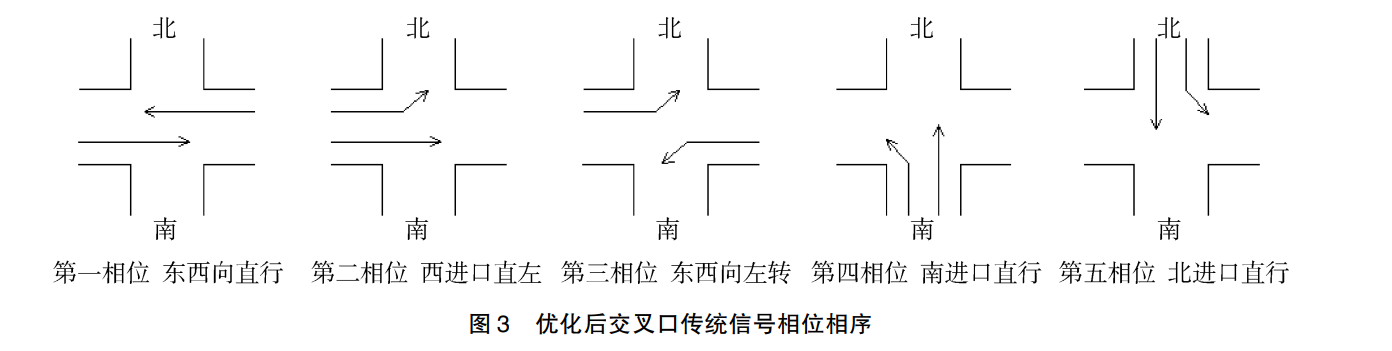 北 北 北 北 北
南 南 南 南 南
第一相位 东西向直行 第二相位 西进口直左 第三相位 东西向左转 第四相位 南进口直行 第五相位 北进口直行
图3 优化后交叉口传统信号相位相序